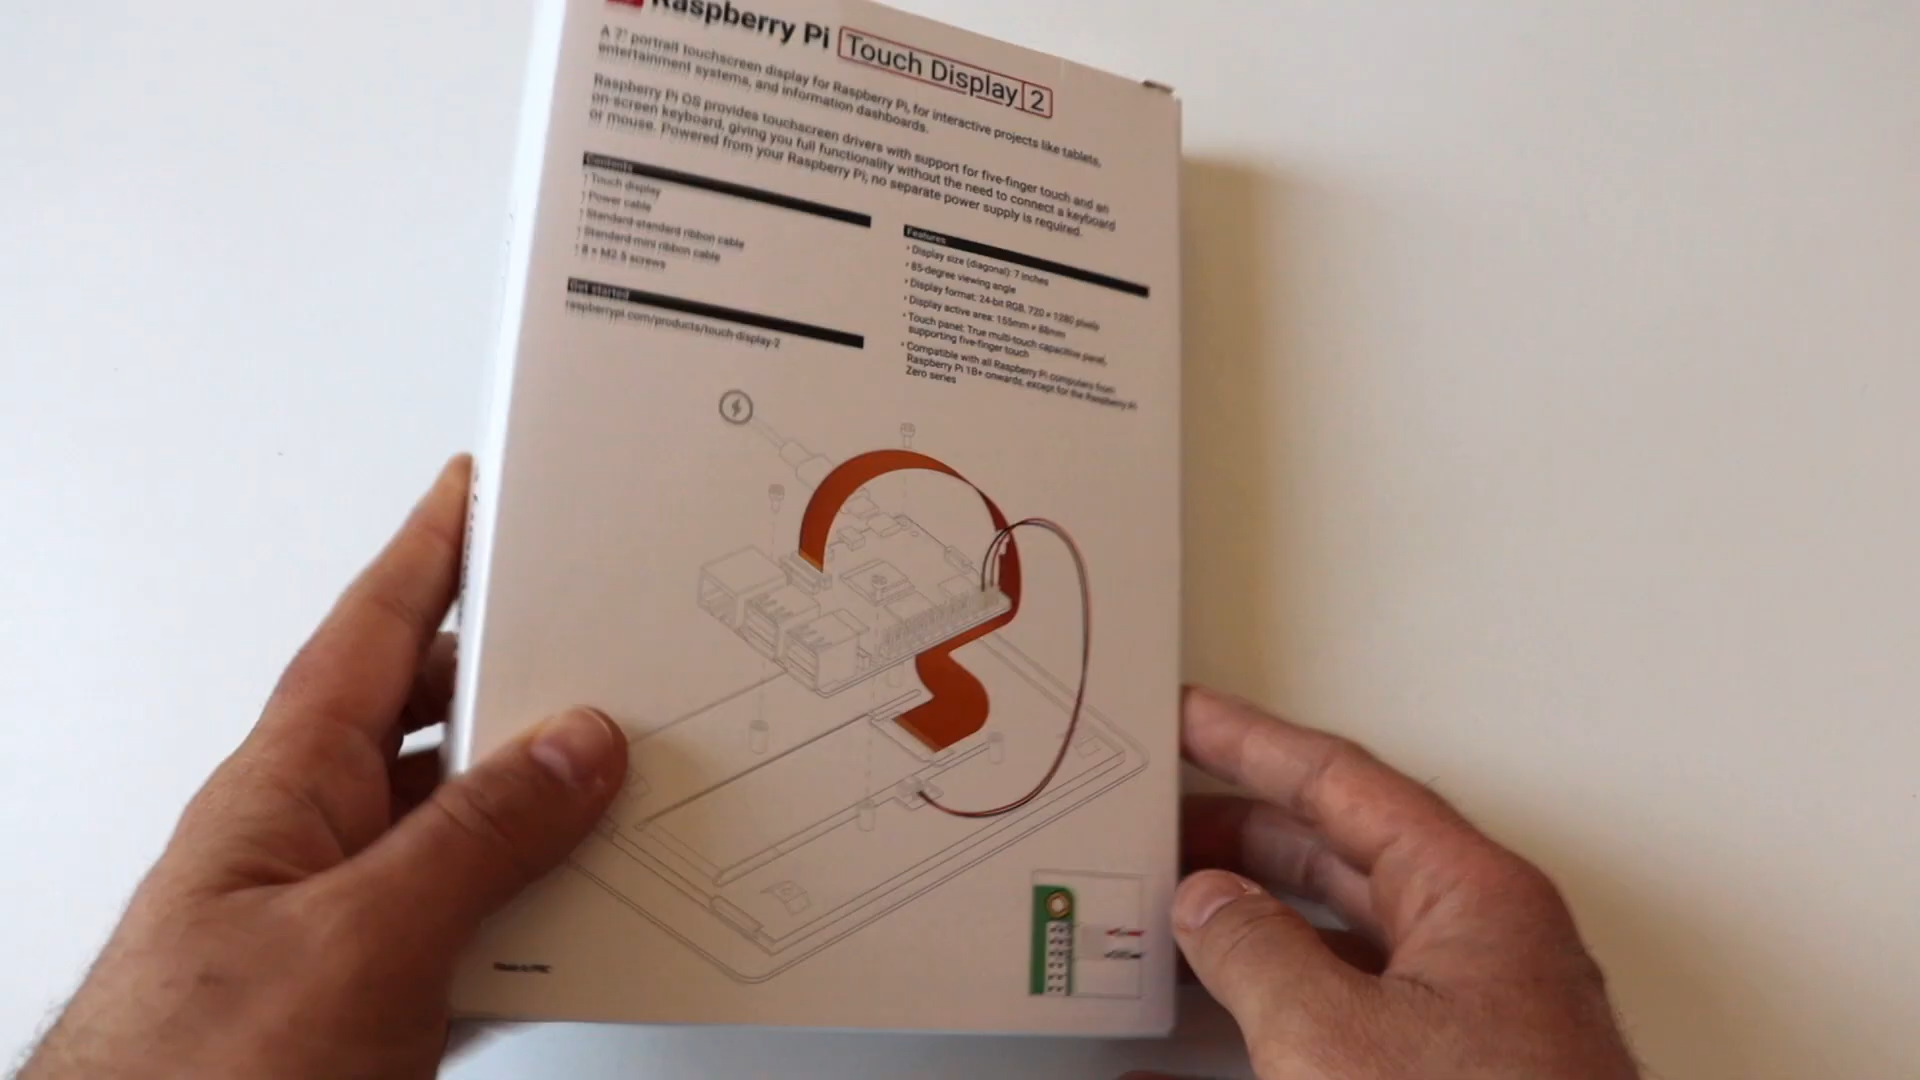 Raspberry Pi Touch Display 2
A 7" portrait touchscreen display for Raspberry Pi, for interactive projects like tablets,
entertainment systems, and information dashboards.
Raspberry Pi OS provides touchscreen drivers with support for five-finger touch and an
on-screen keyboard, giving you full functionality without the need to connect a keyboard
or mouse. Powered from your Raspberry Pi; no separate power supply is required.
Contents
1 Touch display
1 Power cable
1 Standard-standard ribbon cable
1 Standard-mini ribbon cable
8 × M2.5 screws
Get started
raspberrypi.com/products/touch-display-2
Features
• Display size (diagonal): 7 inches
• 85-degree viewing angle
• Display format: 24-bit RGB, 720 × 1280 pixels
• Display active area: 155mm × 88mm
• Touch panel: True multi-touch capacitive panel,
supporting five-finger touch
• Compatible with all Raspberry Pi computers from
Raspberry Pi 1B+ onwards, except for the Raspberry Pi
Zero series
Made in PRC